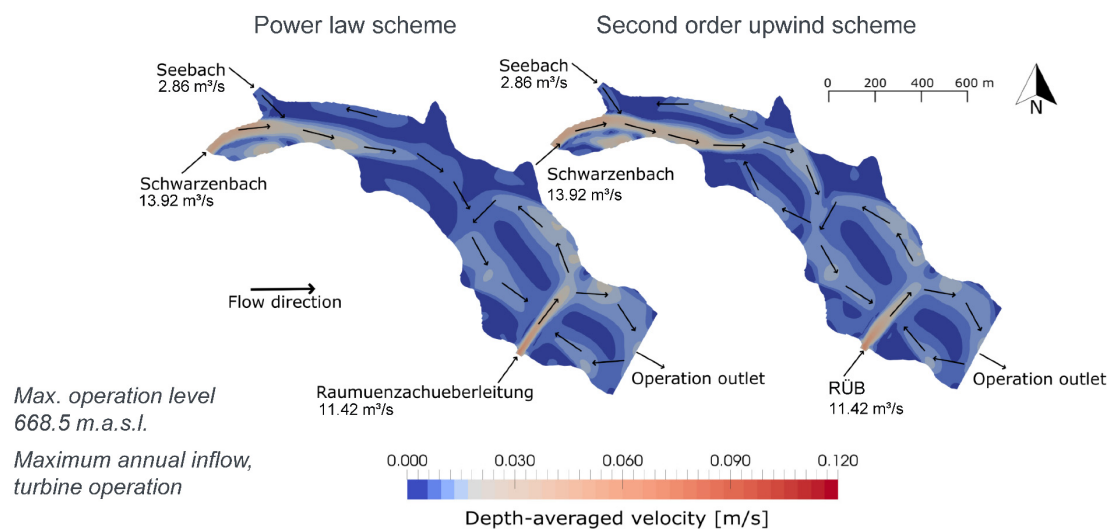 Power law scheme
Second order upwind scheme
Seebach
2.86 m³/s
Schwarzenbach
13.92 m³/s
Flow direction
Raumuenzachueberleitung
11.42 m³/s
Operation outlet
Seebach
2.86 m³/s
0 200 400 600 m
N
Schwarzenbach
13.92 m³/s
RÜB
11.42 m³/s
Operation outlet
Max. operation level
668.5 m.a.s.l.
Maximum annual inflow,
turbine operation
0.000 0.030 0.060 0.090 0.120
Depth-averaged velocity [m/s]